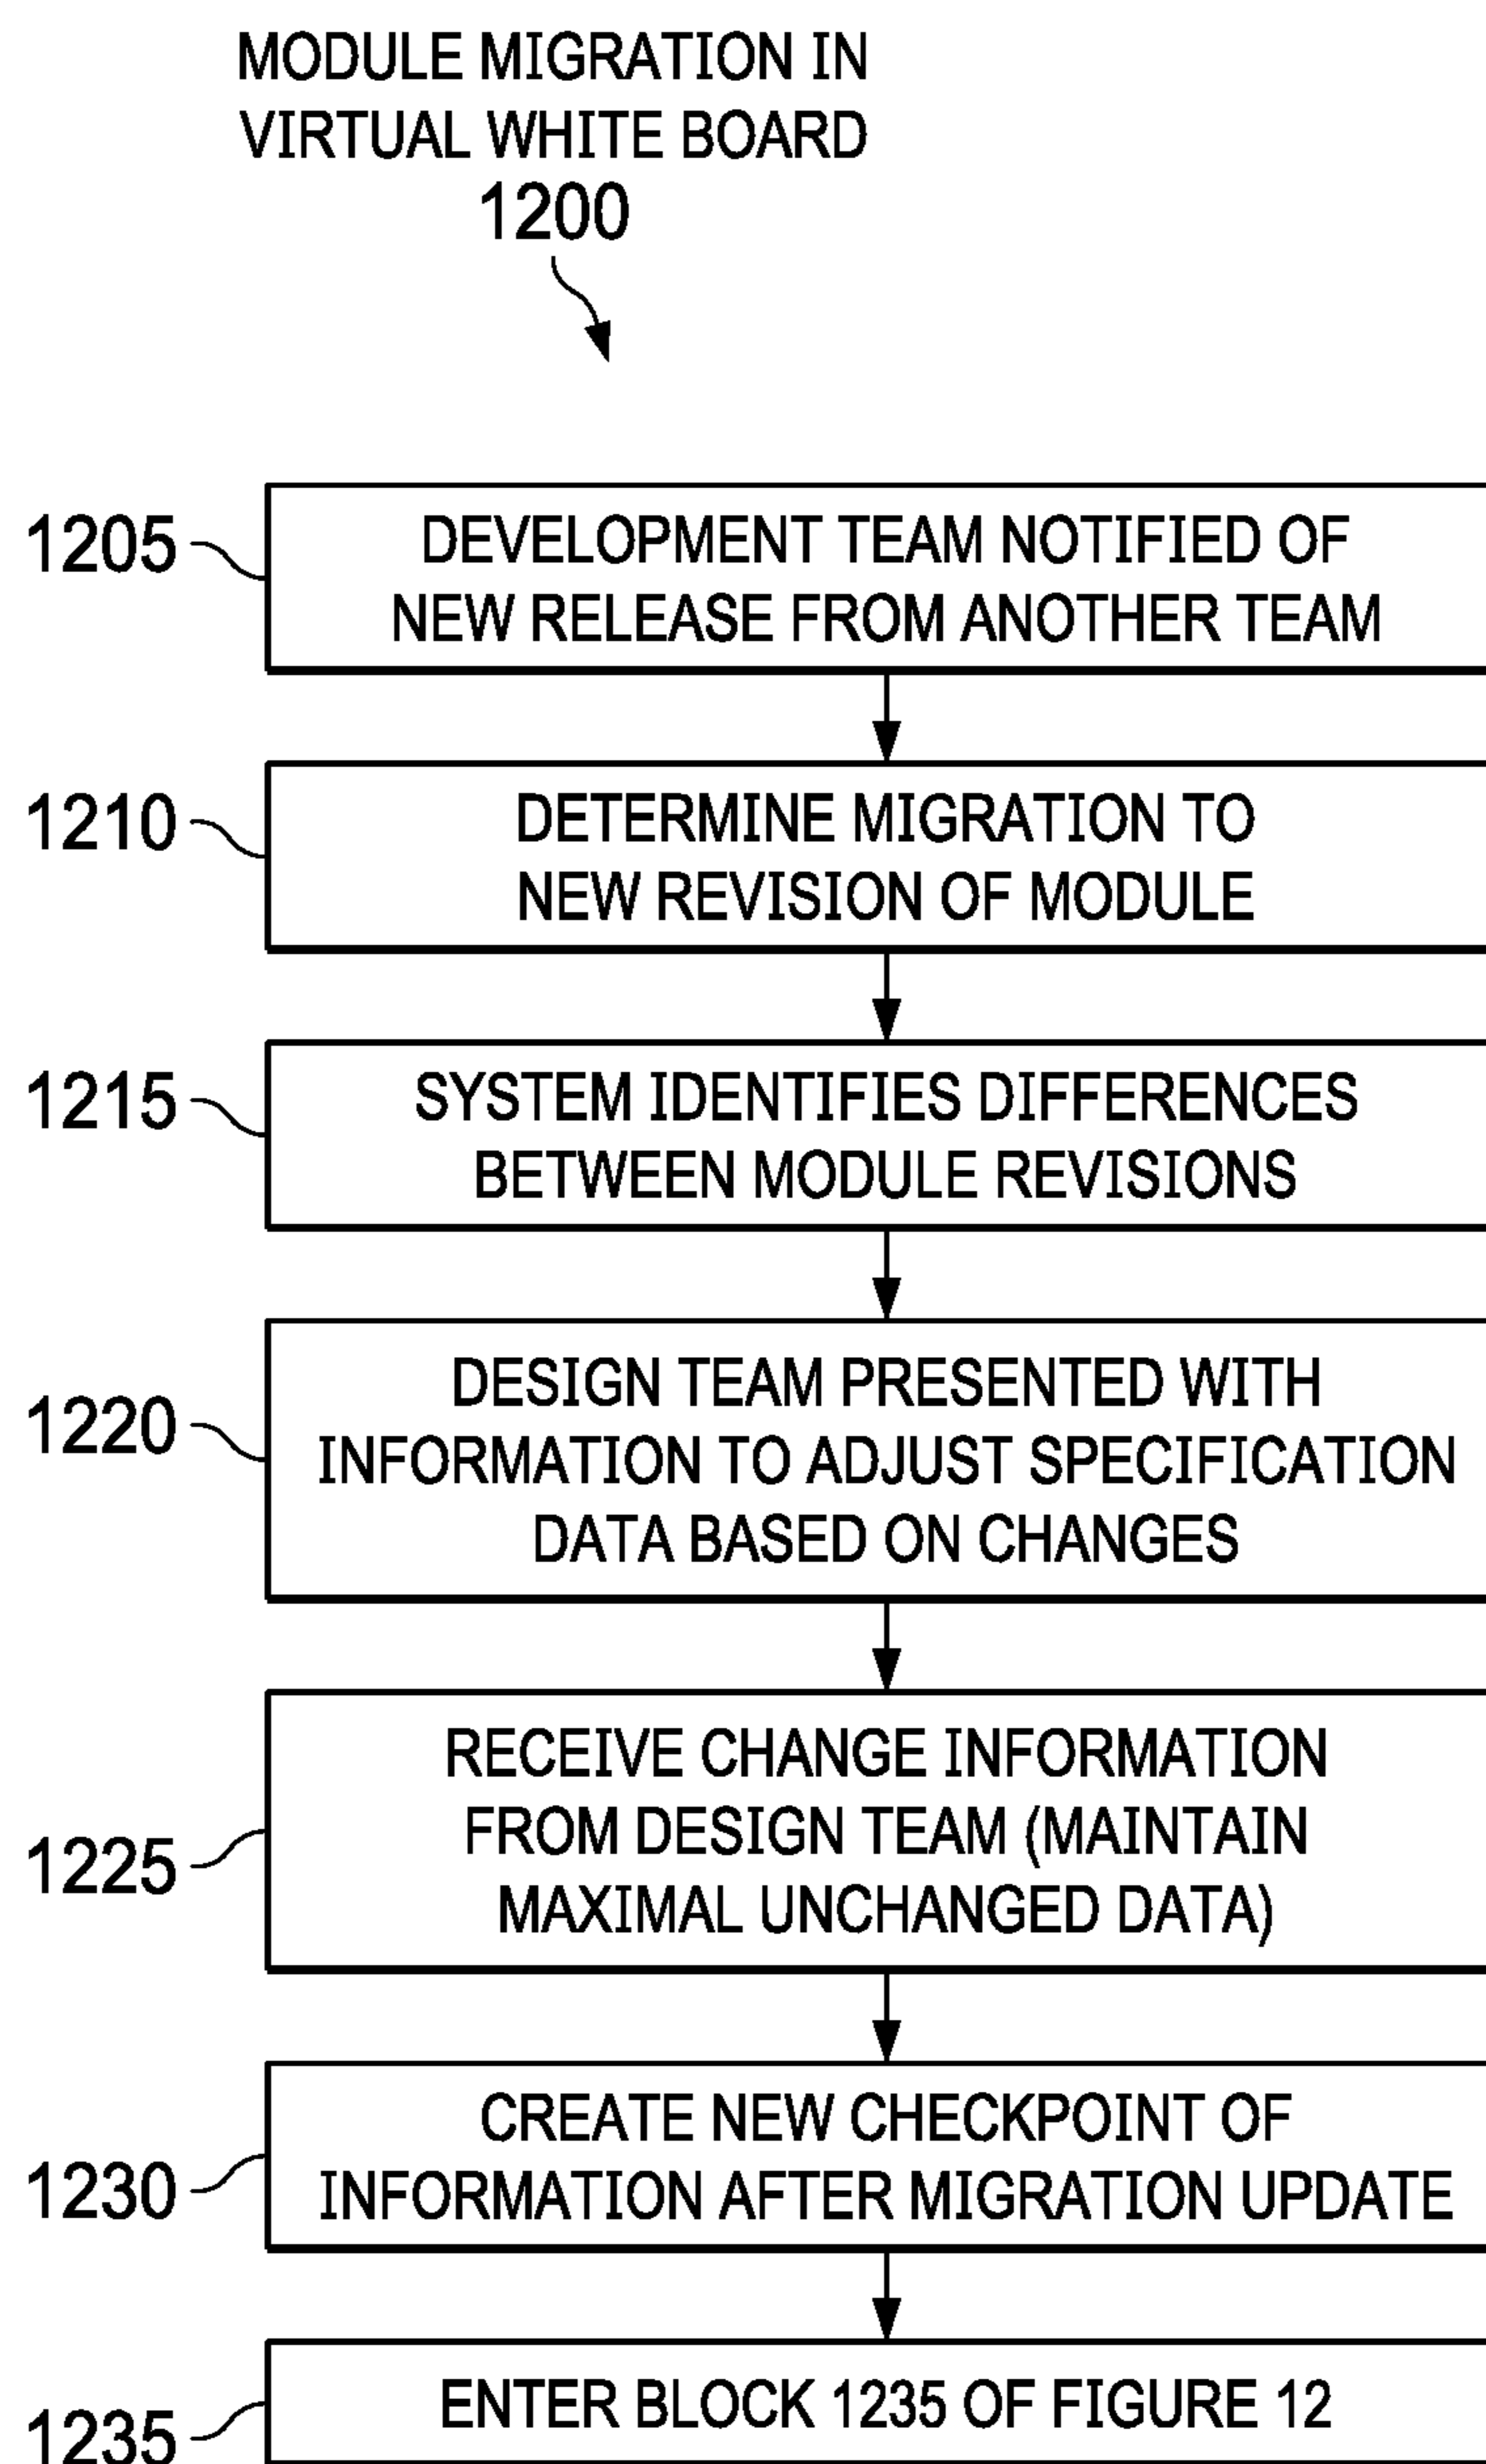 MODULE MIGRATION IN
VIRTUAL WHITE BOARD
1200
1205
DEVELOPMENT TEAM NOTIFIED OF
NEW RELEASE FROM ANOTHER TEAM
1210
DETERMINE MIGRATION TO
NEW REVISION OF MODULE
1215
SYSTEM IDENTIFIES DIFFERENCES
BETWEEN MODULE REVISIONS
1220
DESIGN TEAM PRESENTED WITH
INFORMATION TO ADJUST SPECIFICATION
DATA BASED ON CHANGES
1225
RECEIVE CHANGE INFORMATION
FROM DESIGN TEAM (MAINTAIN
MAXIMAL UNCHANGED DATA)
1230
CREATE NEW CHECKPOINT OF
INFORMATION AFTER MIGRATION UPDATE
1235
ENTER BLOCK 1235 OF FIGURE 12